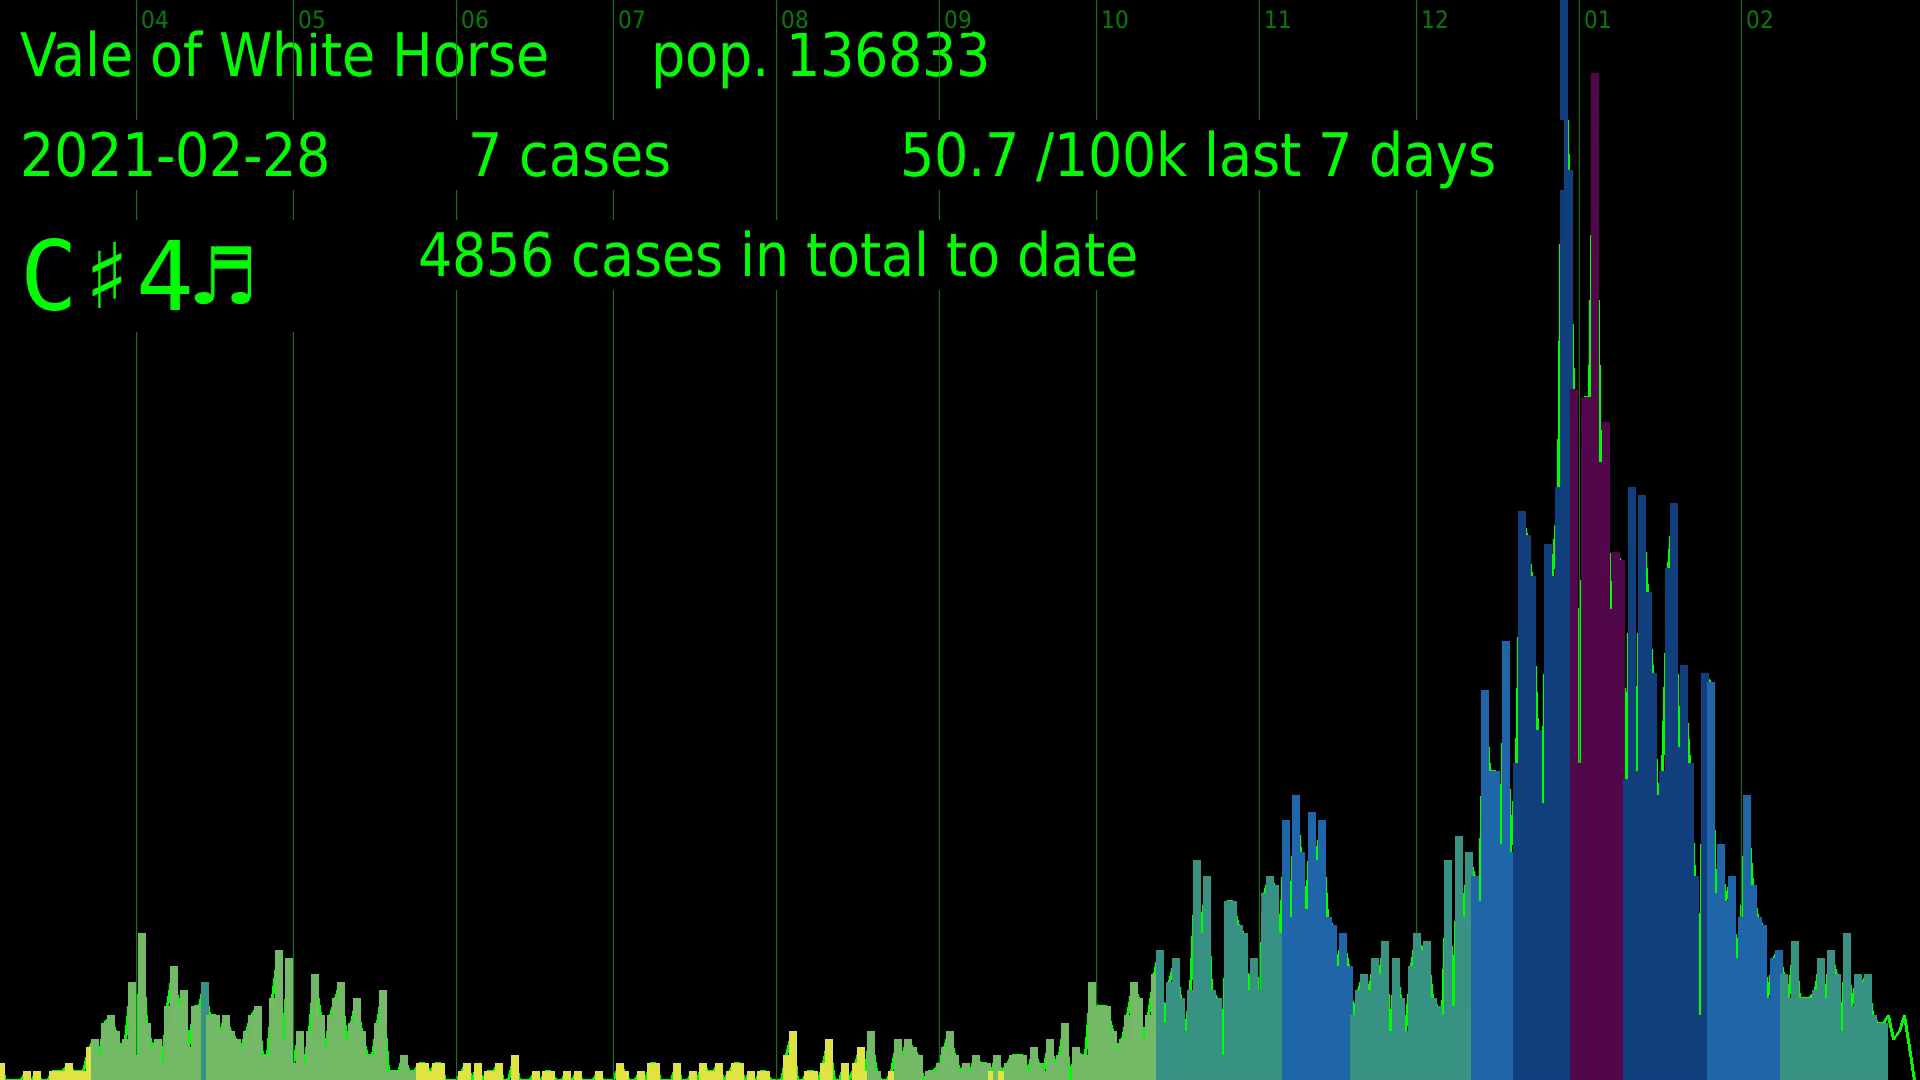 04 05 06 07 08 09 10 11 12 01 02
Vale of White Horse pop. 136833
2021-02-28 7 cases 50.7 /100k last 7 days
C♯4♬ 4856 cases in total to date